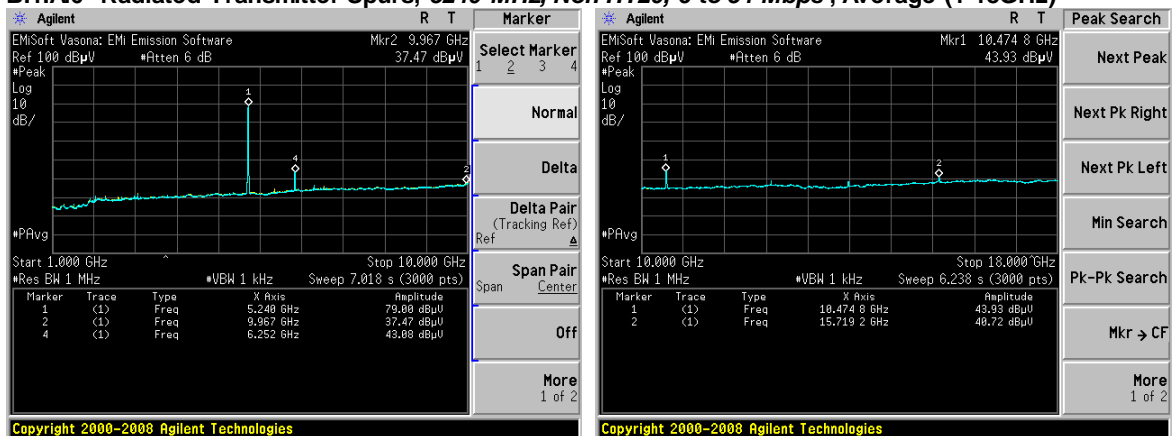 Radiated Transmitter Spurs, 5240 MHz, Non HT20, 6 to 54 Mbps, Average (1-18GHz)
Agilent R T
EMiSoft Vasona: EMi Emission Software Mkr2 9.967 GHz
Ref 100 dBµV #Atten 6 dB 37.47 dBµV
#Peak
Log
10
dB/
1
4
2
#PAvg
Start 1.000 GHz ^ Stop 10.000 GHz
#Res BW 1 MHz #VBW 1 kHz Sweep 7.018 s (3000 pts)
Marker Trace Type X Axis Amplitude
1 (1) Freq 5.240 GHz 79.00 dBµV
2 (1) Freq 9.967 GHz 37.47 dBµV
4 (1) Freq 6.252 GHz 43.08 dBµV
Copyright 2000-2008 Agilent Technologies
Marker
Select Marker
1 2 3 4
Normal
Delta
Delta Pair
(Tracking Ref)
Ref Δ
Span Pair
Span Center
Off
More
1 of 2
Agilent R T
EMiSoft Vasona: EMi Emission Software Mkr1 10.474 8 GHz
Ref 100 dBµV #Atten 6 dB 43.93 dBµV
#Peak
Log
10
dB/
1
2
#PAvg
Start 10.000 GHz Stop 18.000 ^GHz
#Res BW 1 MHz #VBW 1 kHz Sweep 6.238 s (3000 pts)
Marker Trace Type X Axis Amplitude
1 (1) Freq 10.474 8 GHz 43.93 dBµV
2 (1) Freq 15.719 2 GHz 40.72 dBµV
Copyright 2000-2008 Agilent Technologies
Peak Search
Next Peak
Next Pk Right
Next Pk Left
Min Search
Pk-Pk Search
Mkr → CF
More
1 of 2